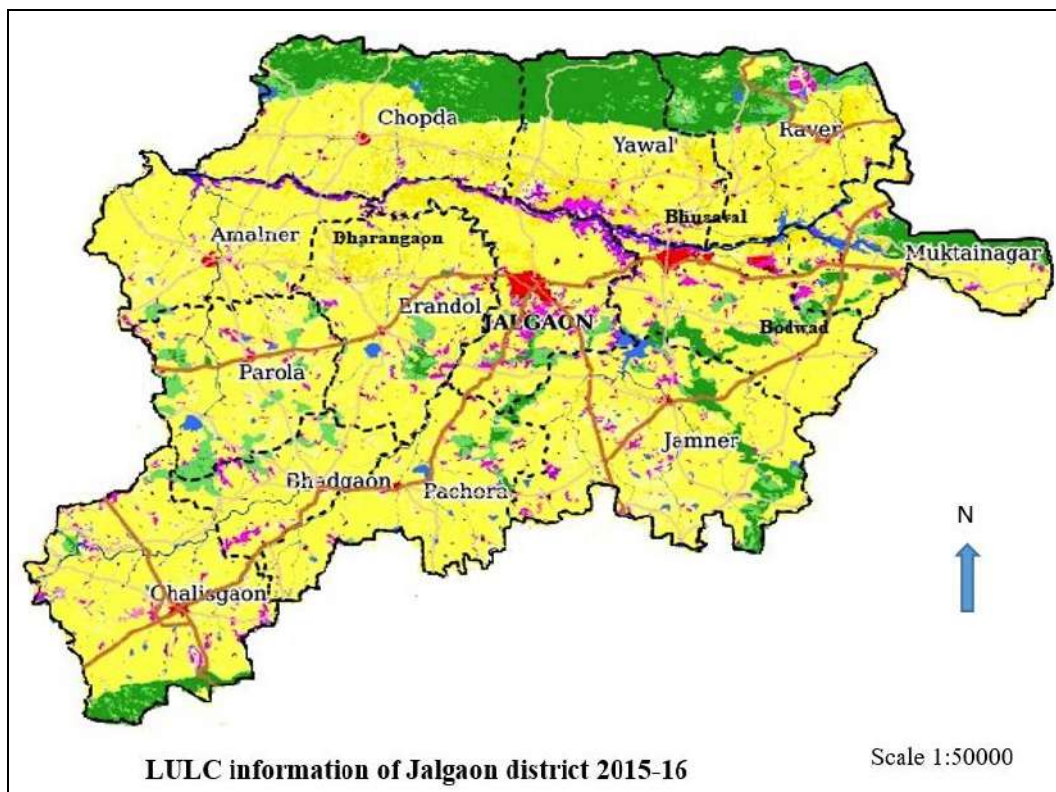 Chopda
Yawal
Raver
Bhusaval
Amalner
Dharangaon
Muktainagar
Erandol
JALGAON
Bodwad
Parola
Jamner
Bhadgaon
Pachora
N
Chalisgaon
LULC information of Jalgaon district 2015-16
Scale 1:50000